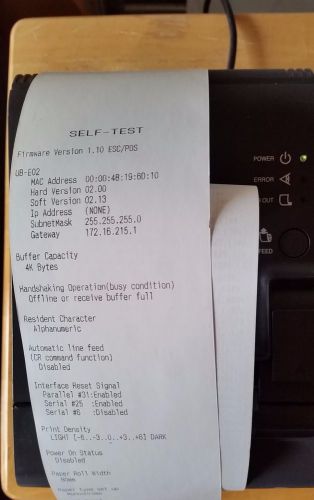 SELF-TEST
Firmware Version 1.10 ESC/POS
UB-E02
MAC Address 00:00:48:19:6D:10
Hard Version 02.00
Soft Version 02.13
Ip Address (NONE)
SubnetMask 255.255.255.0
Gateway 172.16.215.1
Buffer Capacity
4K Bytes
Handshaking Operation(busy condition)
Offline or receive buffer full
Resident Character
Alphanumeric
Automatic line feed
(CR command function)
Disabled
Interface Reset Signal
Parallel #31:Enabled
Serial #25 :Enabled
Serial #6 :Disabled
Print Density
LIGHT [-6..-3..0..+3..+6] DARK
Power On Status
Disabled
Paper Roll Width
80mm
POWER
ERROR
OUT
FEED